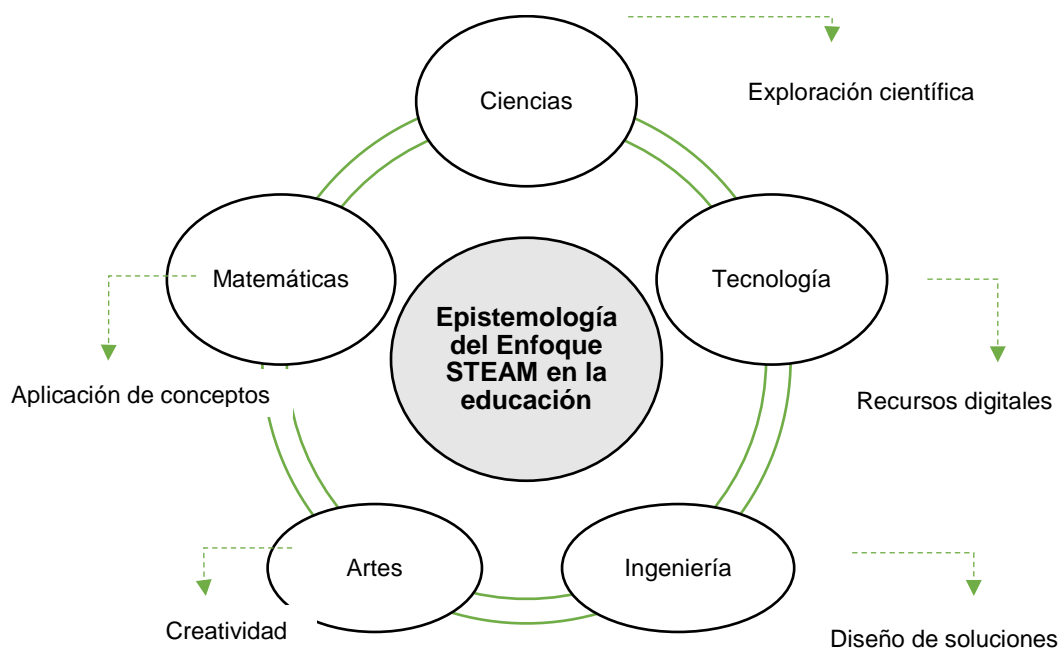 Ciencias
Exploración científica
Matemáticas
Tecnología
Epistemología
del Enfoque
STEAM en la
educación
Aplicación de conceptos
Recursos digitales
Artes
Ingeniería
Creatividad
Diseño de soluciones